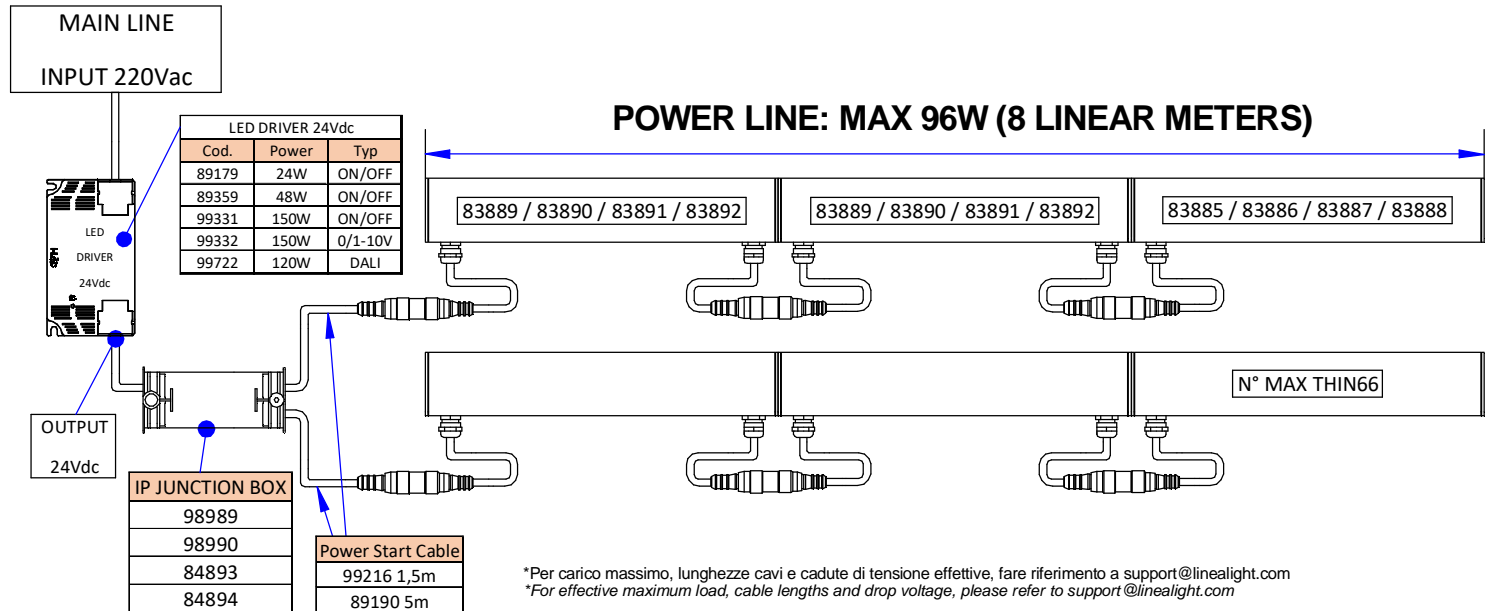 MAIN LINE
INPUT 220Vac
POWER LINE: MAX 96W (8 LINEAR METERS)
LED DRIVER 24Vdc
Cod. Power Typ
89179 24W ON/OFF
89359 48W ON/OFF
99331 150W ON/OFF
99332 150W 0/1-10V
99722 120W DALI
LED
DRIVER
24Vdc
83889 / 83890 / 83891 / 83892
83889 / 83890 / 83891 / 83892
83885 / 83886 / 83887 / 83888
N° MAX THIN66
OUTPUT
24Vdc
IP JUNCTION BOX
98989
98990
84893
84894
Power Start Cable
99216 1,5m
89190 5m
*Per carico massimo, lunghezze cavi e cadute di tensione effettive, fare riferimento a support@linealight.com
*For effective maximum load, cable lengths and drop voltage, please refer to support@linealight.com